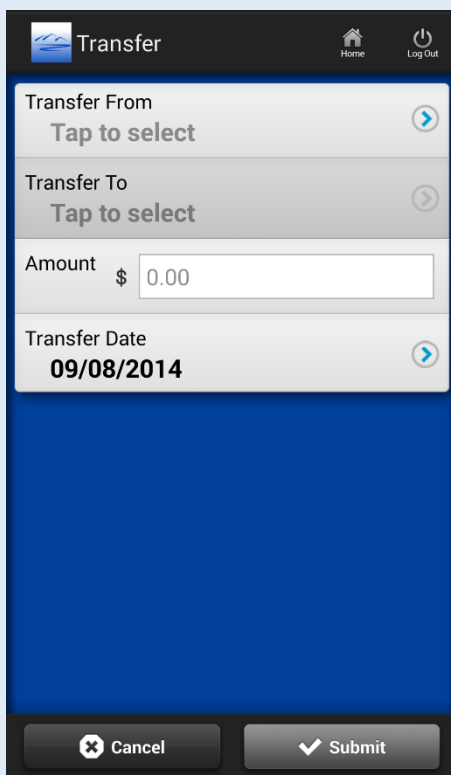 Transfer
Home
Log Out
Transfer From
Tap to select
Transfer To
Tap to select
Amount $ 0.00
Transfer Date
09/08/2014
Cancel
Submit